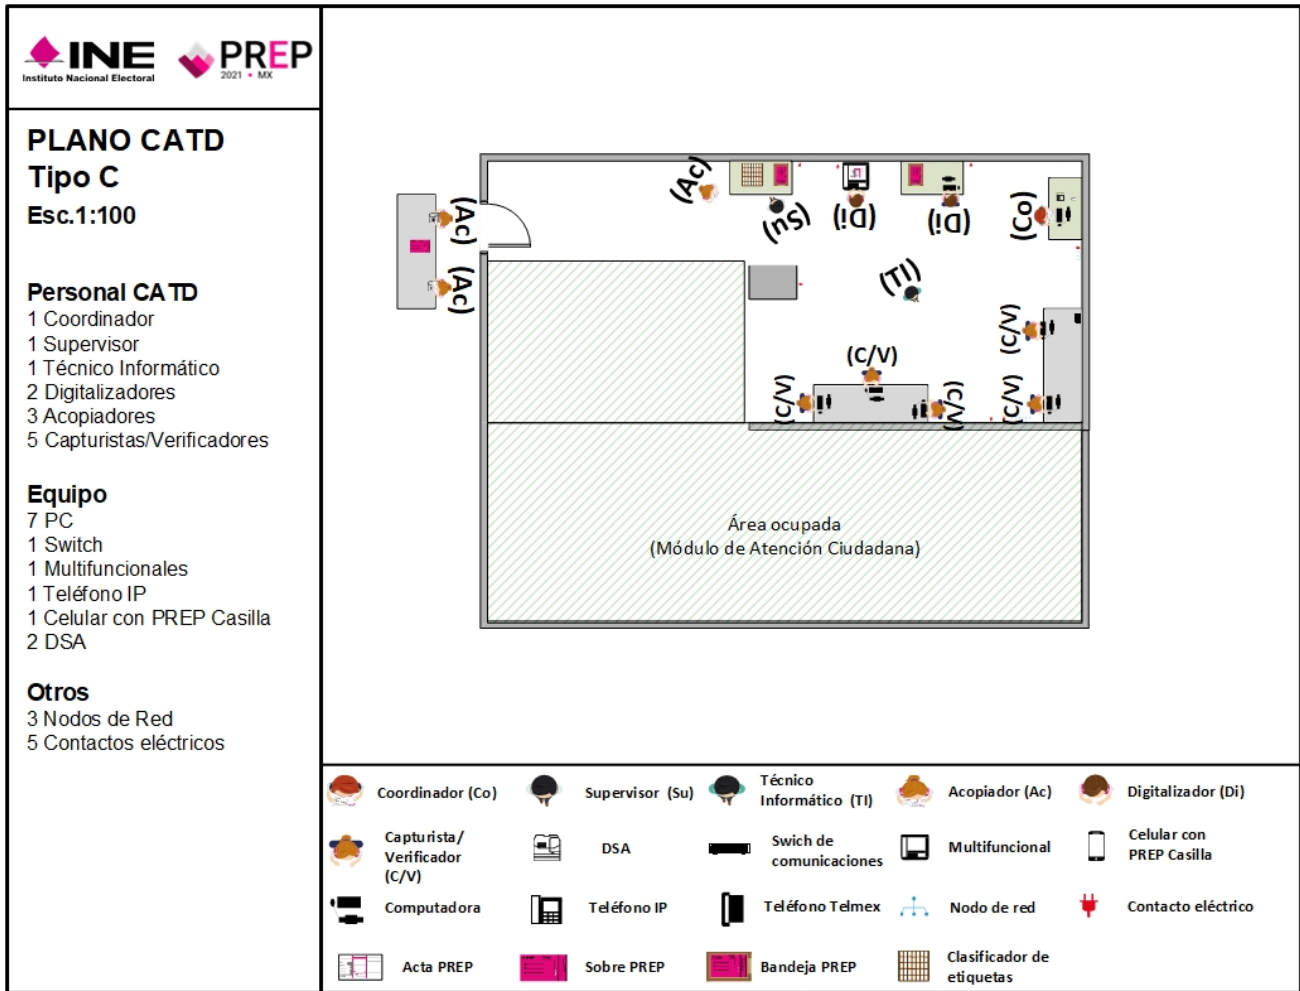 INE
Instituto Nacional Electoral
PREP
2021 • MX
PLANO CATD
Tipo C
Esc.1:100
Personal CATD
1 Coordinador
1 Supervisor
1 Técnico Informático
2 Digitalizadores
3 Acopiadores
5 Capturistas/Verificadores
Equipo
7 PC
1 Switch
1 Multifuncionales
1 Teléfono IP
1 Celular con PREP Casilla
2 DSA
Otros
3 Nodos de Red
5 Contactos eléctricos
(Ac)
(Ac)
(Ac)
(Su)
(Di)
(Di)
(Co)
(TI)
(C/V)
(C/V)
(C/V)
(C/V)
(C/V)
Área ocupada
(Módulo de Atención Ciudadana)
Coordinador (Co)
Supervisor (Su)
Técnico
Informático (TI)
Acopiador (Ac)
Digitalizador (Di)
Capturista/
Verificador
(C/V)
DSA
Swich de
comunicaciones
Multifuncional
Celular con
PREP Casilla
Computadora
Teléfono IP
Teléfono Telmex
Nodo de red
Contacto eléctrico
Acta PREP
Sobre PREP
Bandeja PREP
Clasificador de
etiquetas